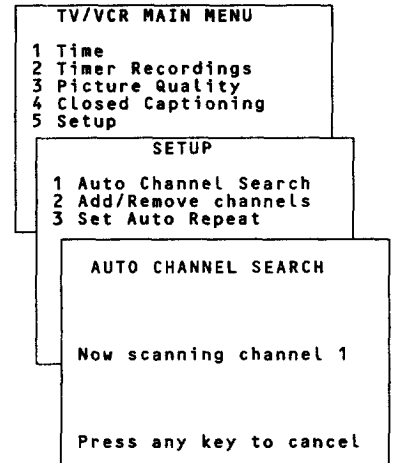 TV/VCR MAIN MENU
1 Time
2 Timer Recordings
3 Picture Quality
4 Closed Captioning
5 Setup
SETUP
1 Auto Channel Search
2 Add/Remove channels
3 Set Auto Repeat
AUTO CHANNEL SEARCH
Now scanning channel 1
Press any key to cancel